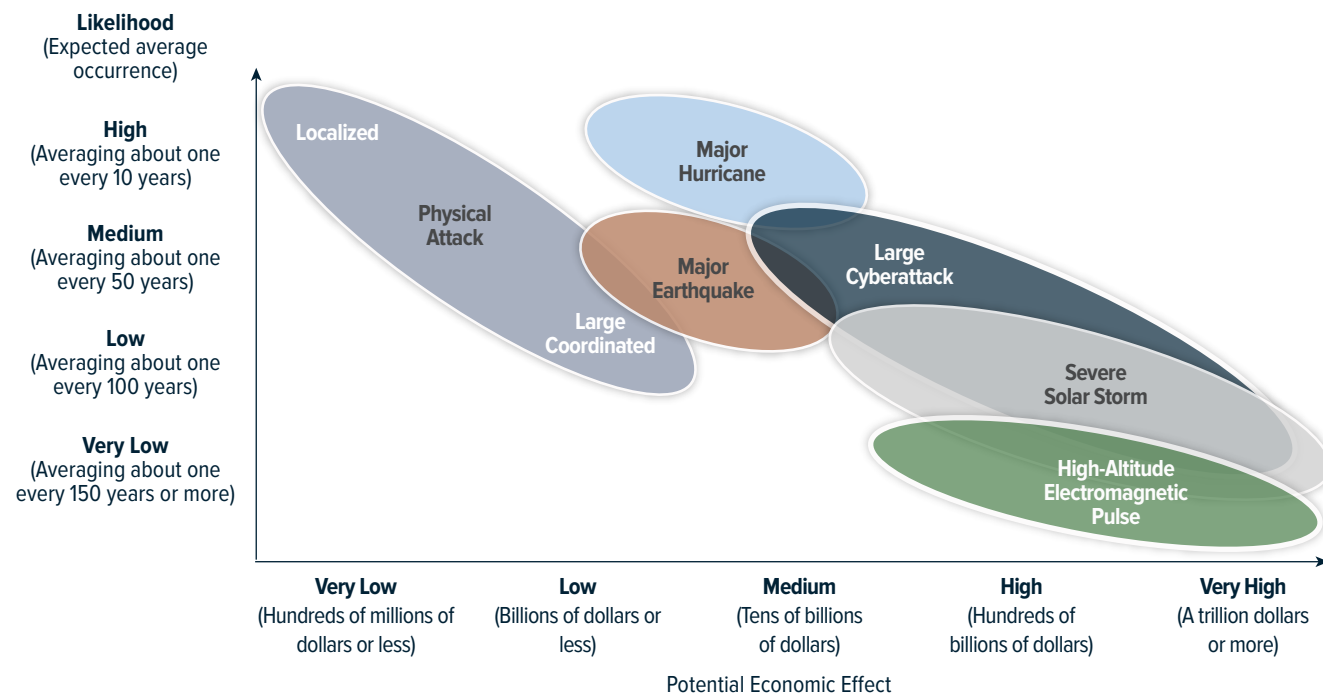 Likelihood
(Expected average
occurrence)
High
(Averaging about one
every 10 years)
Medium
(Averaging about one
every 50 years)
Low
(Averaging about one
every 100 years)
Very Low
(Averaging about one
every 150 years or more)
Localized
Physical
Attack
Large
Coordinated
Major
Hurricane
Major
Earthquake
Large
Cyberattack
Severe
Solar Storm
High-Altitude
Electromagnetic
Pulse
Very Low
(Hundreds of millions of
dollars or less)
Low
(Billions of dollars or
less)
Medium
(Tens of billions
of dollars)
High
(Hundreds of
billions of dollars)
Very High
(A trillion dollars
or more)
Potential Economic Effect